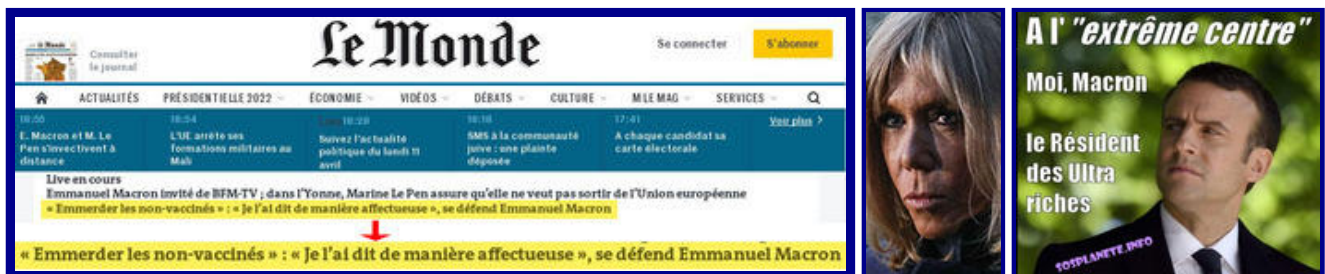 Le Monde
Consulter
le journal
Se connecter
S'abonner
ACTUALITÉS PRÉSIDENTIELLE 2022 ÉCONOMIE VIDÉOS DÉBATS CULTURE M LE MAG SERVICES
18:54 18:28 18:18 17:41 Voir plus
E. Macron et M. Le
Pen s'invectivent à
distance
L'UE arrête ses
formations militaires au
Mali
Suivez l'actualité
politique du lundi 11
avril
SMS à la communauté
juive : une plainte
déposée
A chaque candidat sa
carte électorale
Live en cours
Emmanuel Macron invité de BFM-TV ; dans l'Yonne, Marine Le Pen assure qu'elle ne veut pas sortir de l'Union européenne
« Emmerder les non-vaccinés » : « Je l'ai dit de manière affectueuse », se défend Emmanuel Macron
« Emmerder les non-vaccinés » : « Je l'ai dit de manière affectueuse », se défend Emmanuel Macron
A l' "extrême centre"
Moi, Macron
le Résident
des Ultra
riches
SOSPLANETE.INFO